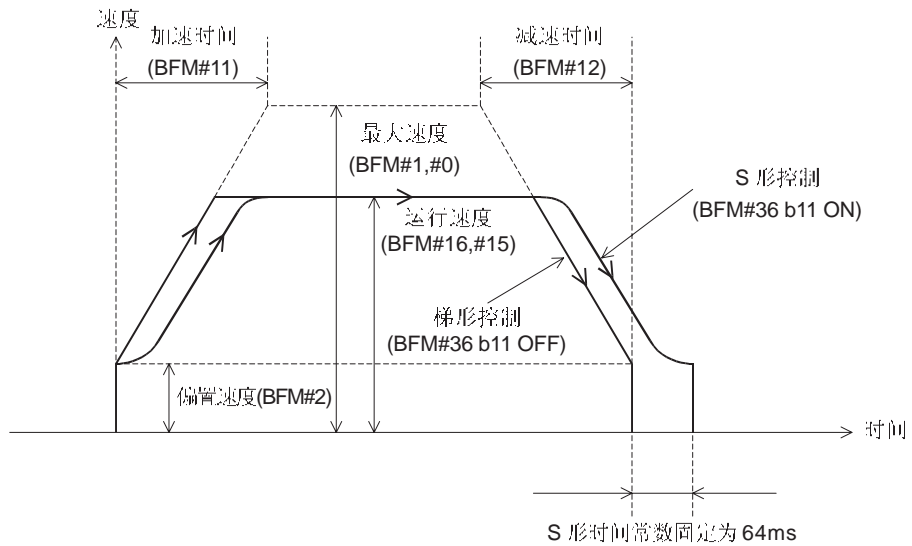 速度
加速时间
(BFM#11)
减速时间
(BFM#12)
最大速度
(BFM#1,#0)
S 形控制
(BFM#36 b11 ON)
运行速度
(BFM#16,#15)
梯形控制
(BFM#36 b11 OFF)
偏置速度(BFM#2)
时间
S 形时间常数固定为 64ms